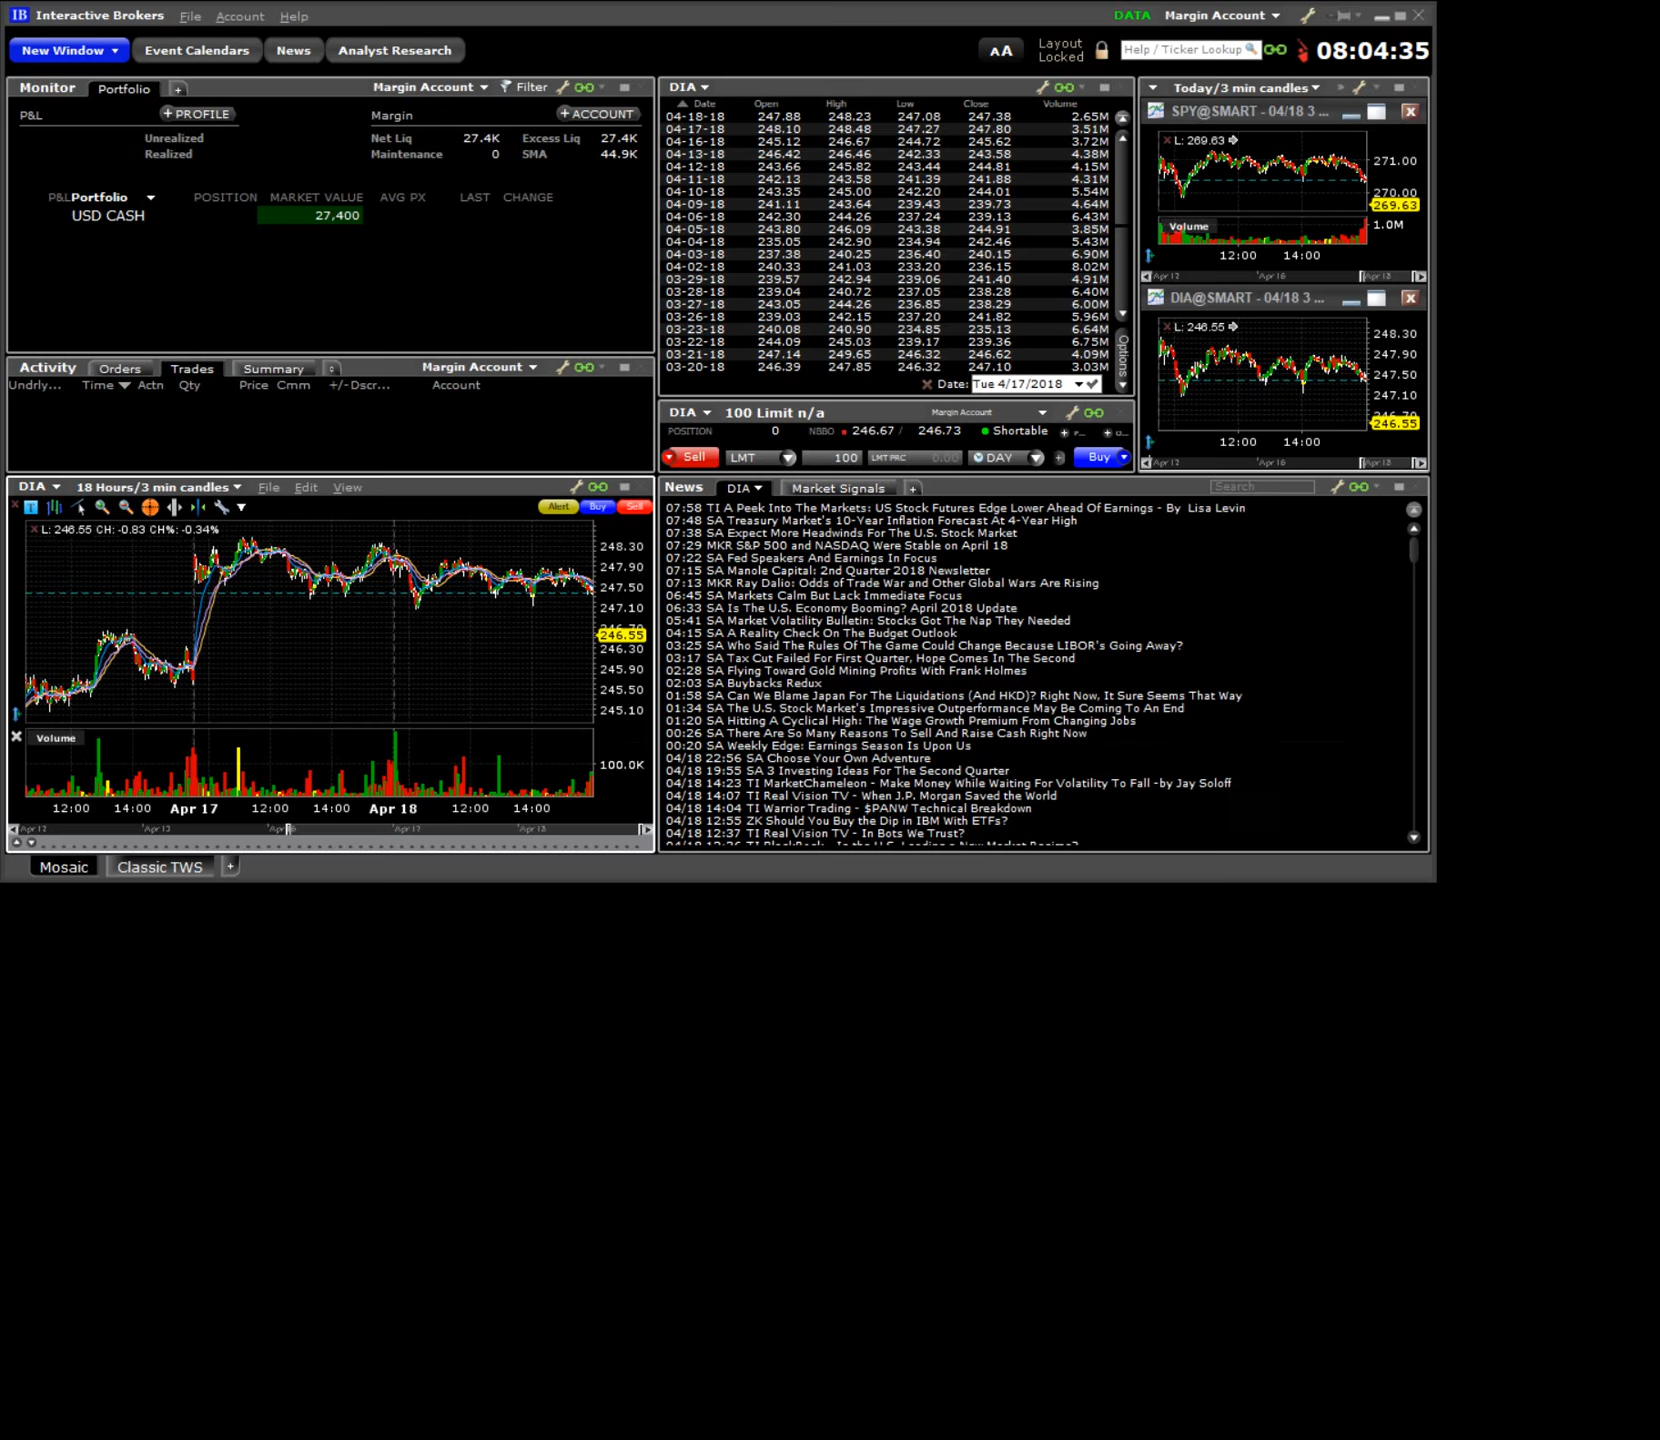 IB Interactive Brokers File Account Help DATA Margin Account
New Window Event Calendars News Analyst Research AA Layout Locked Help / Ticker Lookup 08:04:35
Monitor Portfolio + Margin Account Filter
P&L + PROFILE Margin + ACCOUNT
Unrealized Net Liq 27.4K Excess Liq 27.4K
Realized Maintenance 0 SMA 44.9K
P&L Portfolio POSITION MARKET VALUE AVG PX LAST CHANGE
USD CASH 27,400
Activity Orders Trades Summary Margin Account
Undrly... Time Actn Qty Price Cmm +/-Dscr... Account
DIA
Date Open High Low Close Volume
04-18-18 247.88 248.23 247.08 247.38 2.65M
04-17-18 248.10 248.48 247.27 247.80 3.51M
04-16-18 245.12 246.67 244.72 245.62 3.72M
04-13-18 246.42 246.46 242.33 243.58 4.38M
04-12-18 243.66 245.82 243.44 244.81 4.15M
04-11-18 242.13 243.58 241.39 241.88 4.31M
04-10-18 243.35 245.00 242.20 244.01 5.54M
04-09-18 241.11 243.64 239.43 239.73 4.64M
04-06-18 242.30 244.26 237.24 239.13 6.43M
04-05-18 243.80 246.09 243.38 244.91 3.85M
04-04-18 235.05 242.90 234.94 242.46 5.43M
04-03-18 237.38 240.25 236.40 240.15 6.90M
04-02-18 240.33 241.03 233.20 236.15 8.02M
03-29-18 239.57 242.94 239.06 241.40 4.91M
03-28-18 239.04 240.72 237.05 238.28 6.40M
03-27-18 243.05 244.26 236.85 238.29 6.00M
03-26-18 239.03 242.15 237.20 241.82 5.96M
03-23-18 240.08 240.90 234.85 235.13 6.64M
03-22-18 244.09 245.03 239.17 239.36 6.75M
03-21-18 247.14 249.65 246.32 246.62 4.09M
03-20-18 246.39 247.85 246.32 247.10 3.03M
Options
Date: Tue 4/17/2018
DIA 100 Limit n/a Margin Account
POSITION 0 NBBO 246.67 / 246.73 Shortable
Sell LMT 100 LMT PRC 0.00 DAY + Buy
Today/3 min candles
SPY@SMART - 04/18 3 ...
L: 269.63
271.00
270.00
269.63
Volume 1.0M
12:00 14:00
Apr 12 Apr 16 Apr 18
DIA@SMART - 04/18 3 ...
L: 246.55
248.30
247.90
247.50
247.10
246.70
246.55
12:00 14:00
Apr 12 Apr 16 Apr 18
DIA 18 Hours/3 min candles File Edit View
Alert Buy Sell
L: 246.55 CH: -0.83 CH%: -0.34%
248.30
247.90
247.50
247.10
246.55
246.30
245.90
245.50
245.10
Volume
100.0K
12:00 14:00 Apr 17 12:00 14:00 Apr 18 12:00 14:00
Apr 12 Apr 13 Apr 16 Apr 17 Apr 18
News DIA Market Signals + Search
07:58 TI A Peek Into The Markets: US Stock Futures Edge Lower Ahead Of Earnings - By Lisa Levin
07:48 SA Treasury Market's 10-Year Inflation Forecast At 4-Year High
07:38 SA Expect More Headwinds For The U.S. Stock Market
07:29 MKR S&P 500 and NASDAQ Were Stable on April 18
07:22 SA Fed Speakers And Earnings In Focus
07:15 SA Manole Capital: 2nd Quarter 2018 Newsletter
07:13 MKR Ray Dalio: Odds of Trade War and Other Global Wars Are Rising
06:45 SA Markets Calm But Lack Immediate Focus
06:33 SA Is The U.S. Economy Booming? April 2018 Update
05:41 SA Market Volatility Bulletin: Stocks Got The Nap They Needed
04:15 SA A Reality Check On The Budget Outlook
03:25 SA Who Said The Rules Of The Game Could Change Because LIBOR's Going Away?
03:17 SA Tax Cut Failed For First Quarter, Hope Comes In The Second
02:28 SA Flying Toward Gold Mining Profits With Frank Holmes
02:03 SA Buybacks Redux
01:58 SA Can We Blame Japan For The Liquidations (And HKD)? Right Now, It Sure Seems That Way
01:34 SA The U.S. Stock Market's Impressive Outperformance May Be Coming To An End
01:20 SA Hitting A Cyclical High: The Wage Growth Premium From Changing Jobs
00:26 SA There Are So Many Reasons To Sell And Raise Cash Right Now
00:20 SA Weekly Edge: Earnings Season Is Upon Us
04/18 22:56 SA Choose Your Own Adventure
04/18 19:55 SA 3 Investing Ideas For The Second Quarter
04/18 14:23 TI MarketChameleon - Make Money While Waiting For Volatility To Fall -by Jay Soloff
04/18 14:07 TI Real Vision TV - When J.P. Morgan Saved the World
04/18 14:04 TI Warrior Trading - $PANW Technical Breakdown
04/18 12:55 ZK Should You Buy the Dip in IBM With ETFs?
04/18 12:37 TI Real Vision TV - In Bots We Trust?
Mosaic Classic TWS +